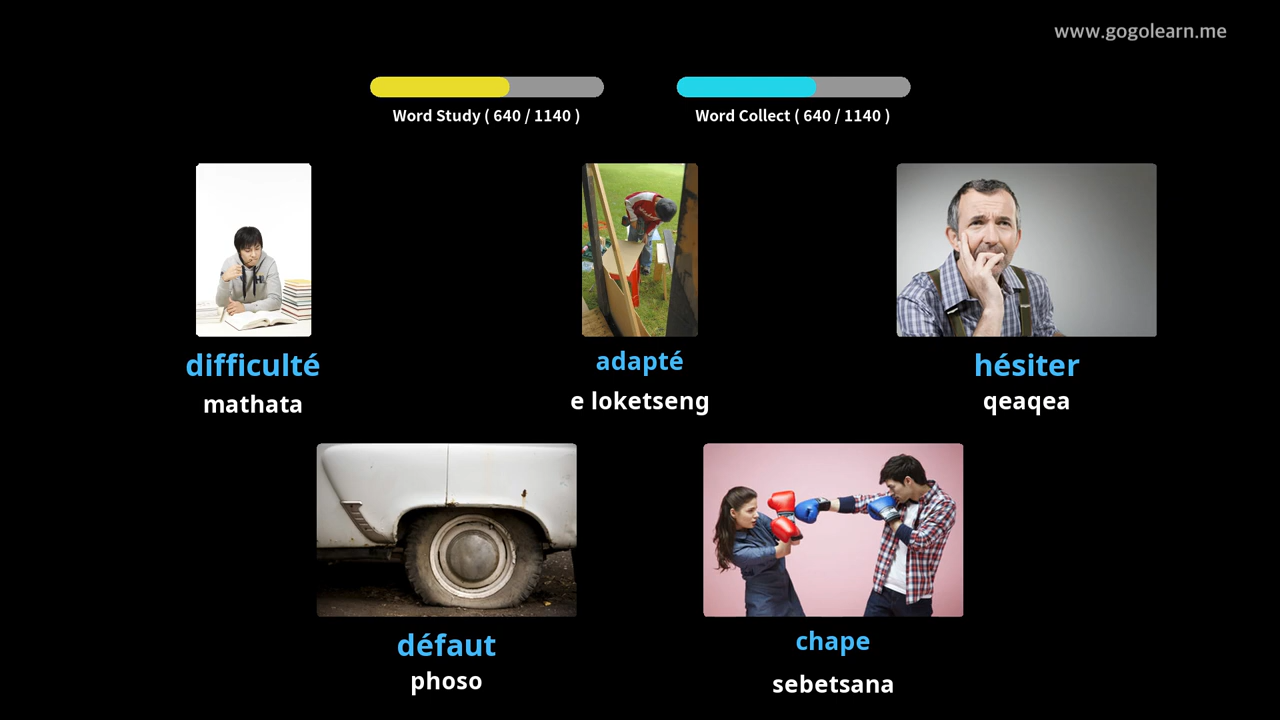 www.gogolearn.me
Word Study ( 640 / 1140 )
Word Collect ( 640 / 1140 )
difficulté
mathata
adapté
e loketseng
hésiter
qeaqea
défaut
phoso
chape
sebetsana